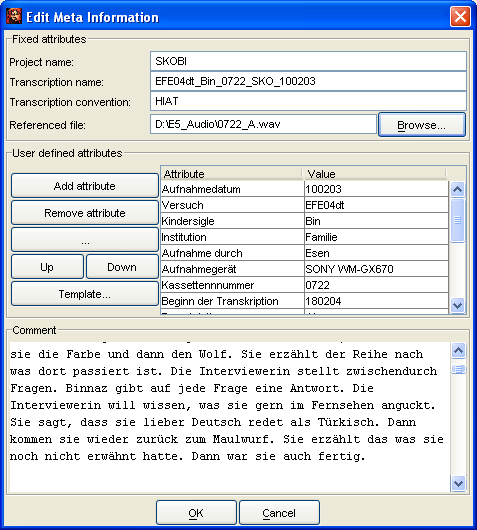 Edit Meta Information
Fixed attributes
Project name: SKOBI
Transcription name: EFE04dt_Bin_0722_SKO_100203
Transcription convention: HIAT
Referenced file: D:\E5_Audio\0722_A.wav Browse...
User defined attributes
Add attribute
Remove attribute
...
Up Down
Template...
Attribute Value
Aufnahmedatum 100203
Versuch EFE04dt
Kindersigle Bin
Institution Familie
Aufnahme durch Esen
Aufnahmegerät SONY WM-GX670
Kassettennnumer 0722
Beginn der Transkription 180204
Comment
sie die Farbe und dann den Wolf. Sie erzählt der Reihe nach
was dort passiert ist. Die Interviewerin stellt zwischendurch
Fragen. Binnaz gibt auf jede Frage eine Antwort. Die
Interviewerin will wissen, was sie gern im Fernsehen anguckt.
Sie sagt, dass sie lieber Deutsch redet als Türkisch. Dann
kommen sie wieder zurück zum Maulwurf. Sie erzählt das was sie
noch nicht erwähnt hatte. Dann war sie auch fertig.
OK Cancel